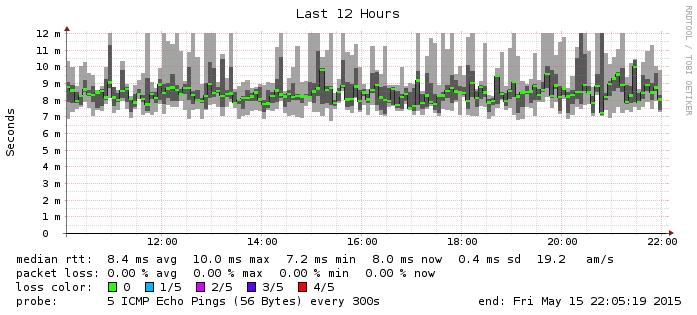 Last 12 Hours
RRDTOOL / TOBI OETIKER
Seconds
12 m
11 m
10 m
9 m
8 m
7 m
6 m
5 m
4 m
3 m
2 m
1 m
0
12:00 14:00 16:00 18:00 20:00 22:00
median rtt: 8.4 ms avg 10.0 ms max 7.2 ms min 8.0 ms now 0.4 ms sd 19.2 am/s
packet loss: 0.00 % avg 0.00 % max 0.00 % min 0.00 % now
loss color: 0 1/5 2/5 3/5 4/5
probe: 5 ICMP Echo Pings (56 Bytes) every 300s end: Fri May 15 22:05:19 2015